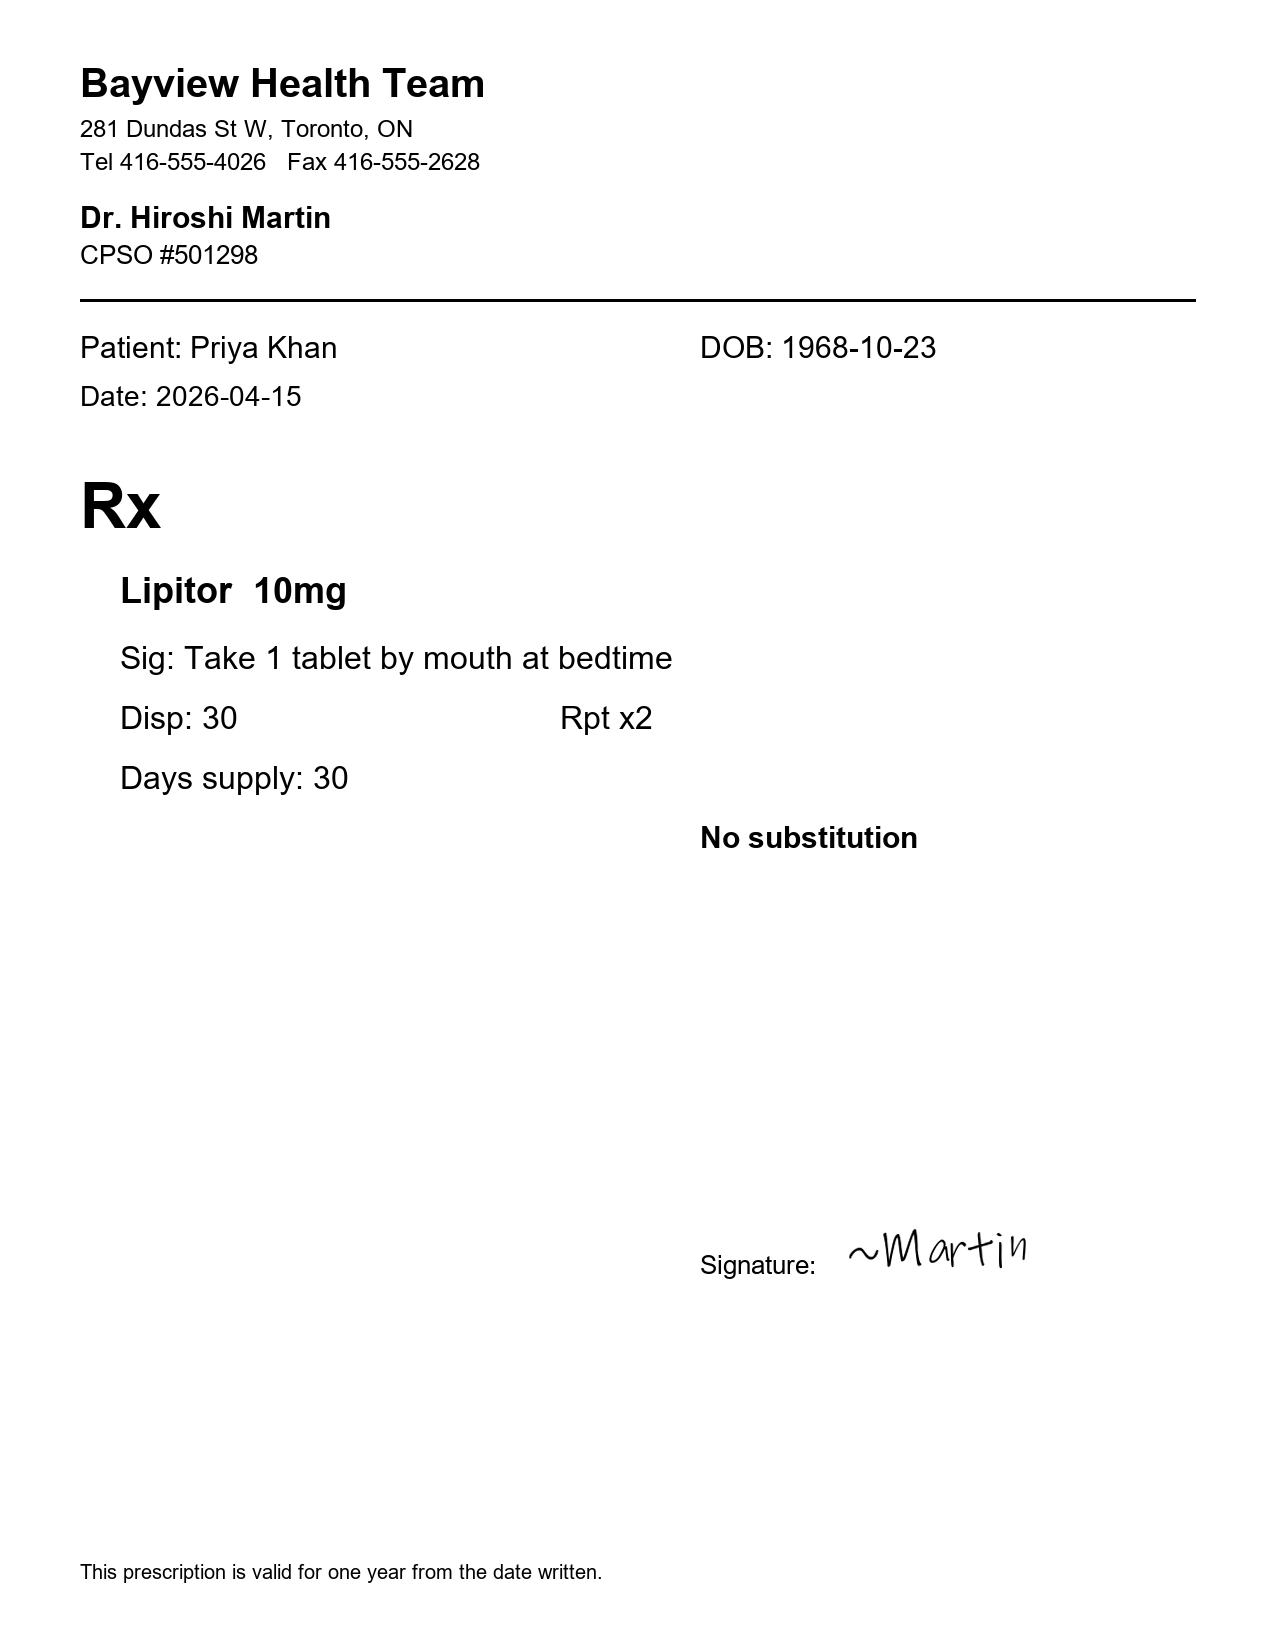 Bayview Health Team
281 Dundas St W, Toronto, ON
Tel 416-555-4026 Fax 416-555-2628
Dr. Hiroshi Martin
CPSO #501298
Patient: Priya Khan DOB: 1968-10-23
Date: 2026-04-15
Rx
Lipitor 10mg
Sig: Take 1 tablet by mouth at bedtime
Disp: 30 Rpt x2
Days supply: 30
No substitution
Signature: ~Martin
This prescription is valid for one year from the date written.